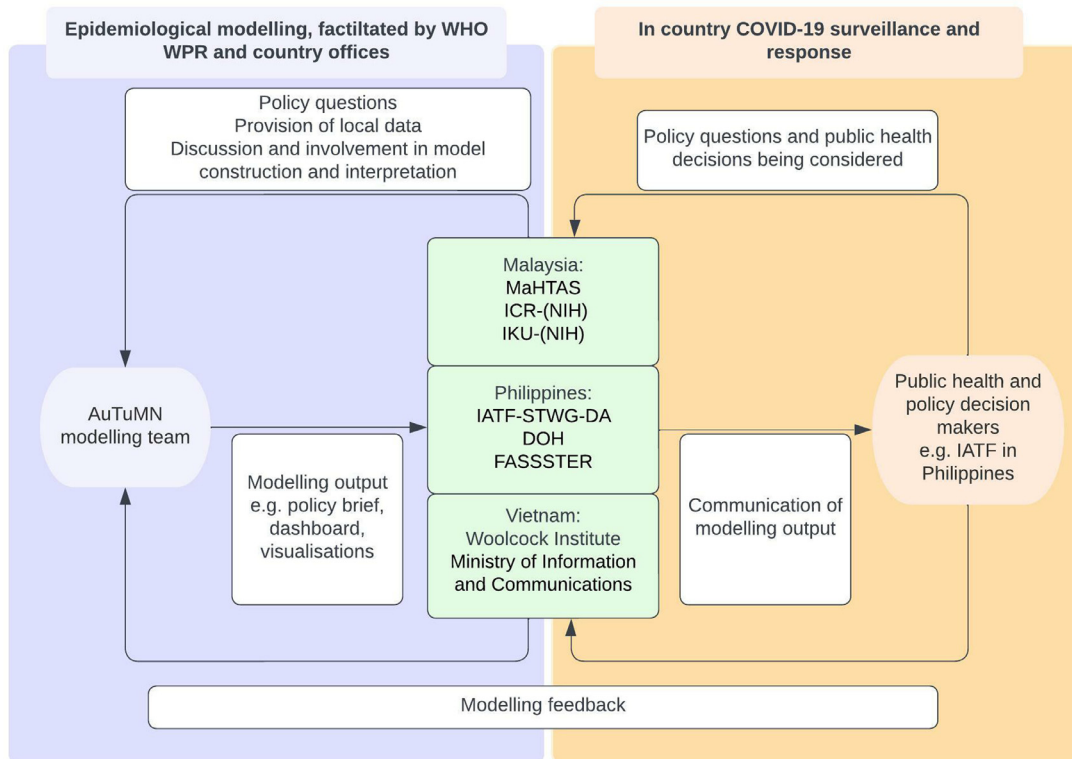 Epidemiological modelling, factiltated by WHO
WPR and country offices
In country COVID-19 surveillance and
response
Policy questions
Provision of local data
Discussion and involvement in model
construction and interpretation
Policy questions and public health
decisions being considered
Malaysia:
MaHTAS
ICR-(NIH)
IKU-(NIH)
AuTuMN
modelling team
Philippines:
IATF-STWG-DA
DOH
FASSSTER
Public health and
policy decision
makers
e.g. IATF in
Philippines
Modelling output
e.g. policy brief,
dashboard,
visualisations
Vietnam:
Woolcock Institute
Ministry of Information
and Communications
Communication of
modelling output
Modelling feedback